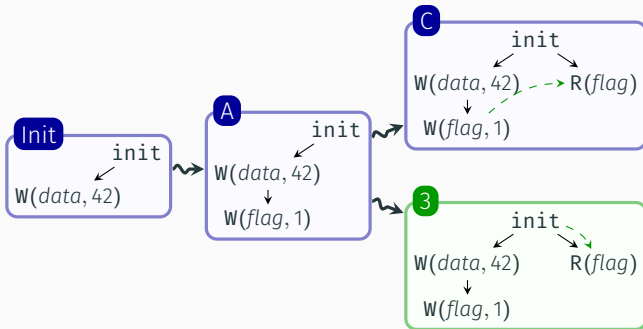 Init
init
W(data, 42)
A
init
W(data, 42)
W(flag, 1)
C
init
W(data, 42) R(flag)
W(flag, 1)
3
init
W(data, 42) R(flag)
W(flag, 1)